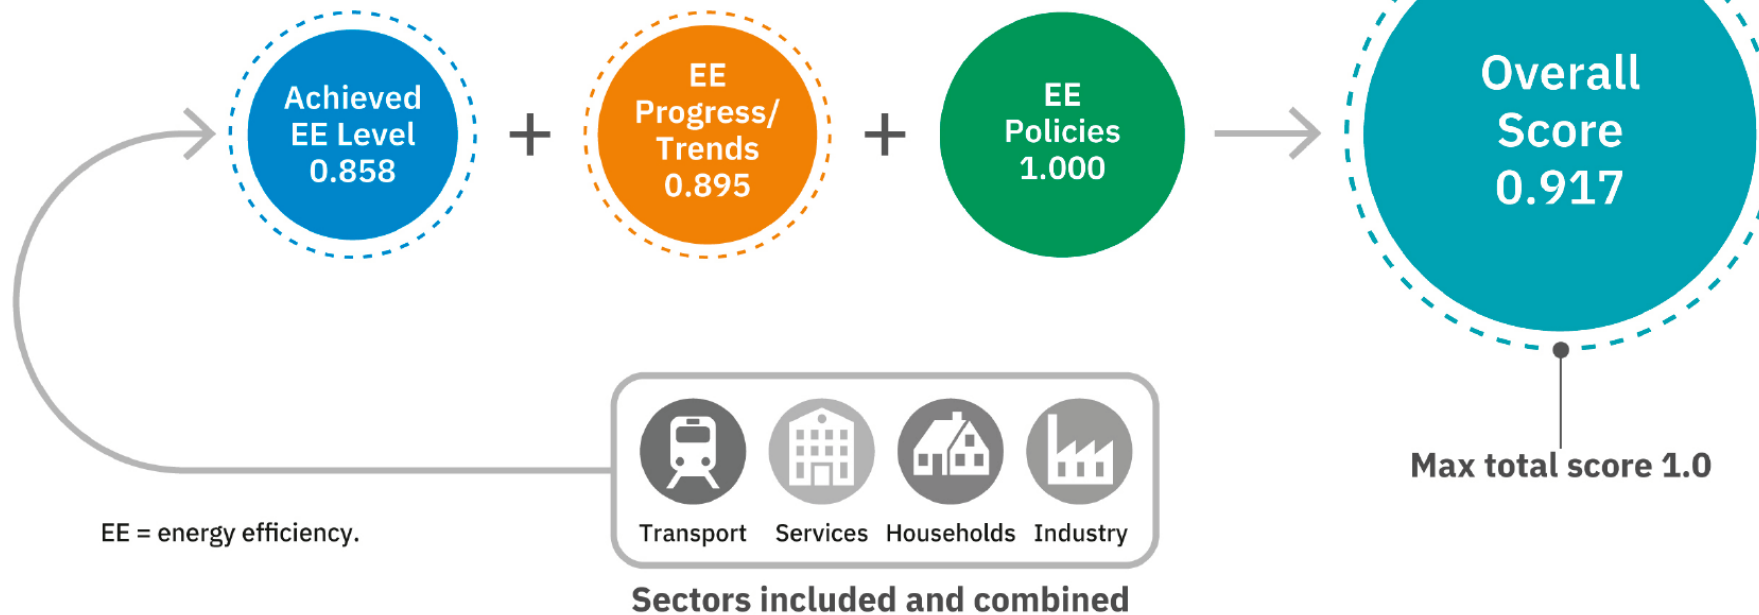 Achieved
EE Level
0.858
+
EE
Progress/
Trends
0.895
+
EE
Policies
1.000
Overall
Score
0.917
Max total score 1.0
Transport
Services
Households
Industry
EE = energy efficiency.
Sectors included and combined